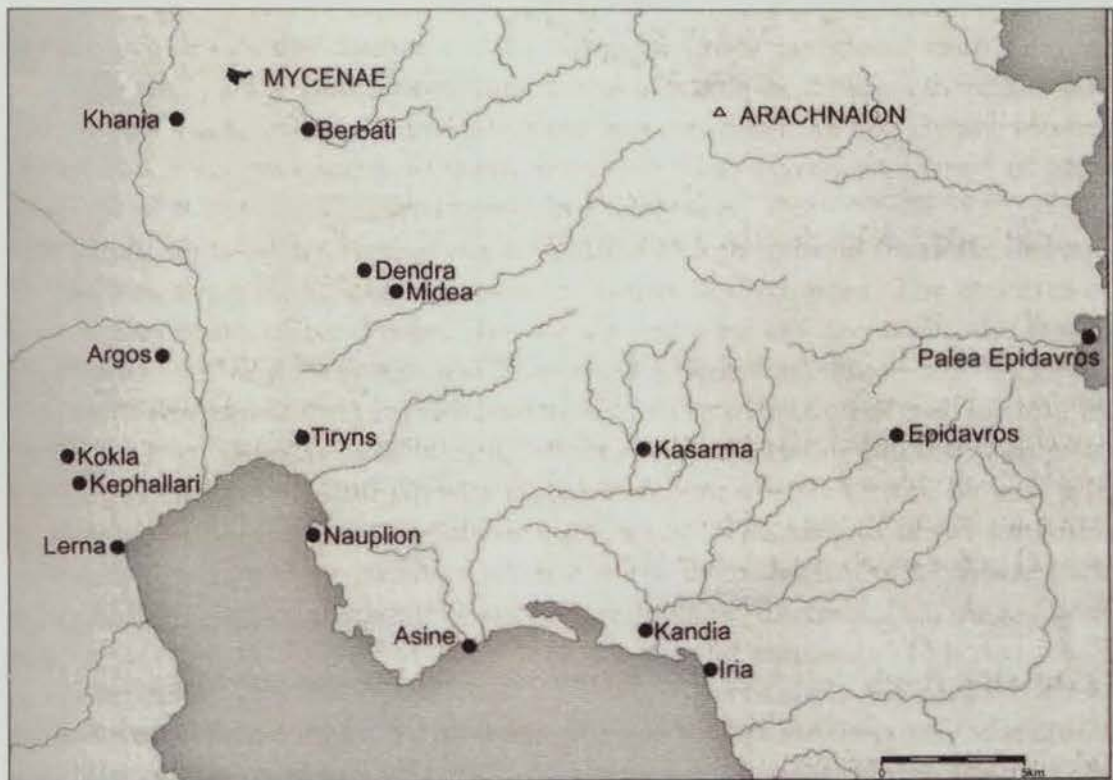 MYCENAE
Khania
Berbati
ARACHNAION
Dendra
Midea
Argos
Palea Epidavros
Tiryns
Epidavros
Kokla
Kasarma
Kephallari
Nauplion
Lerna
Asine
Kandia
Iria
0
5km